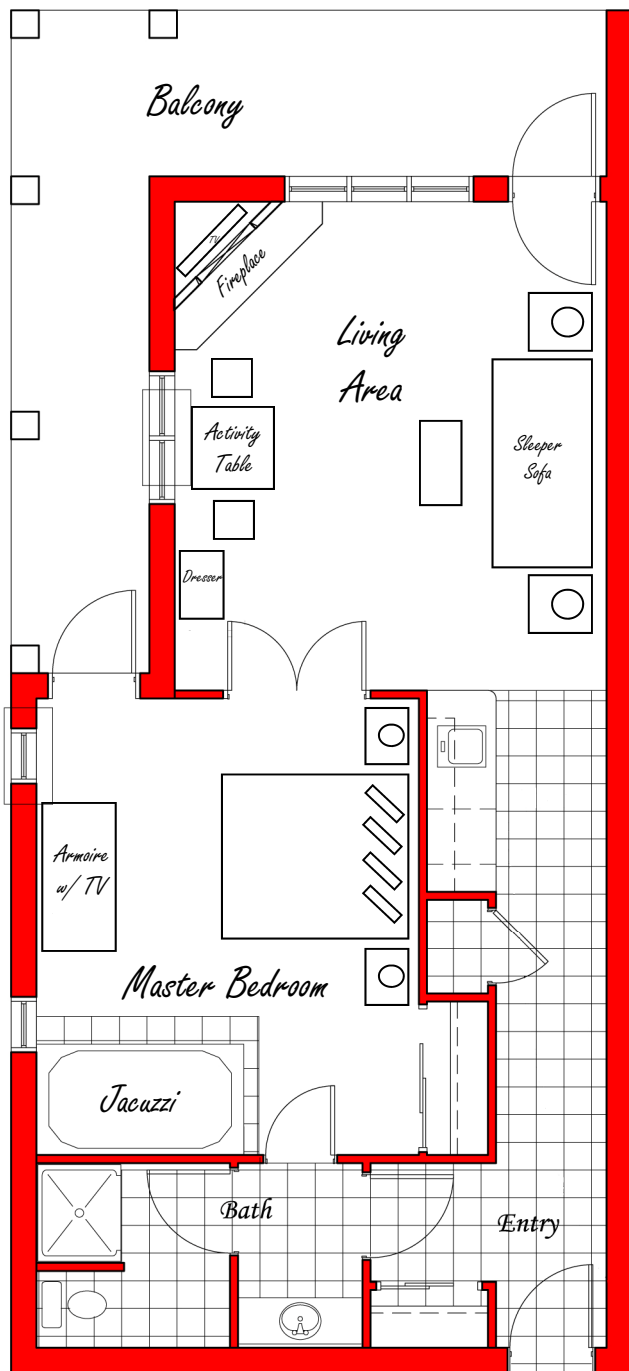 Balcony
TV
Fireplace
Living
Area
Activity
Table
Sleeper
Sofa
Dresser
Armoire
w/ TV
Master Bedroom
Jacuzzi
Bath
Entry